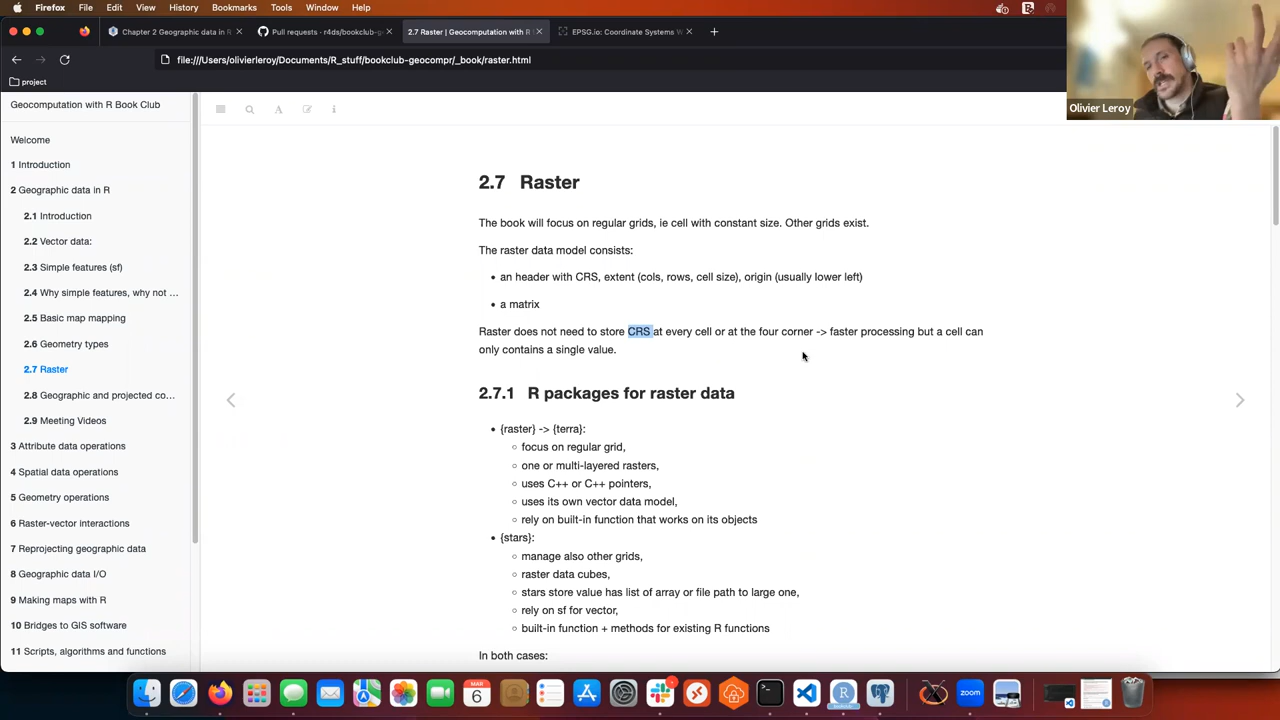 Firefox File Edit View History Bookmarks Tools Window Help
Chapter 2 Geographic data in R
Pull requests · r4ds/bookclub-g
2.7 Raster | Geocomputation with R
EPSG.io: Coordinate Systems W
file:///Users/olivierleroy/Documents/R_stuff/bookclub-geocompr/_book/raster.html
project
Olivier Leroy
Geocomputation with R Book Club
Welcome
1 Introduction
2 Geographic data in R
2.1 Introduction
2.2 Vector data:
2.3 Simple features (sf)
2.4 Why simple features, why not ...
2.5 Basic map mapping
2.6 Geometry types
2.7 Raster
2.8 Geographic and projected co...
2.9 Meeting Videos
3 Attribute data operations
4 Spatial data operations
5 Geometry operations
6 Raster-vector interactions
7 Reprojecting geographic data
8 Geographic data I/O
9 Making maps with R
10 Bridges to GIS software
11 Scripts, algorithms and functions
2.7 Raster
The book will focus on regular grids, ie cell with constant size. Other grids exist.
The raster data model consists:
• an header with CRS, extent (cols, rows, cell size), origin (usually lower left)
• a matrix
Raster does not need to store CRS at every cell or at the four corner -> faster processing but a cell can
only contains a single value.
2.7.1 R packages for raster data
• {raster} -> {terra}:
○ focus on regular grid,
○ one or multi-layered rasters,
○ uses C++ or C++ pointers,
○ uses its own vector data model,
○ rely on built-in function that works on its objects
• {stars}:
○ manage also other grids,
○ raster data cubes,
○ stars store value has list of array or file path to large one,
○ rely on sf for vector,
○ built-in function + methods for existing R functions
In both cases:
MAR
6
zoom